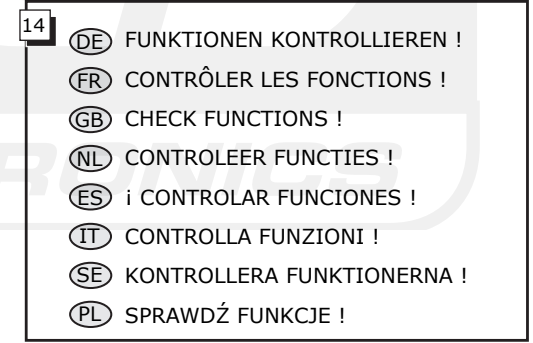 14
DE FUNKTIONEN KONTROLLIEREN !
FR CONTRÔLER LES FONCTIONS !
GB CHECK FUNCTIONS !
NL CONTROLEER FUNCTIES !
ES i CONTROLAR FUNCIONES !
IT CONTROLLA FUNZIONI !
SE KONTROLLERA FUNKTIONERNA !
PL SPRAWDŹ FUNKCJE !
RONICS